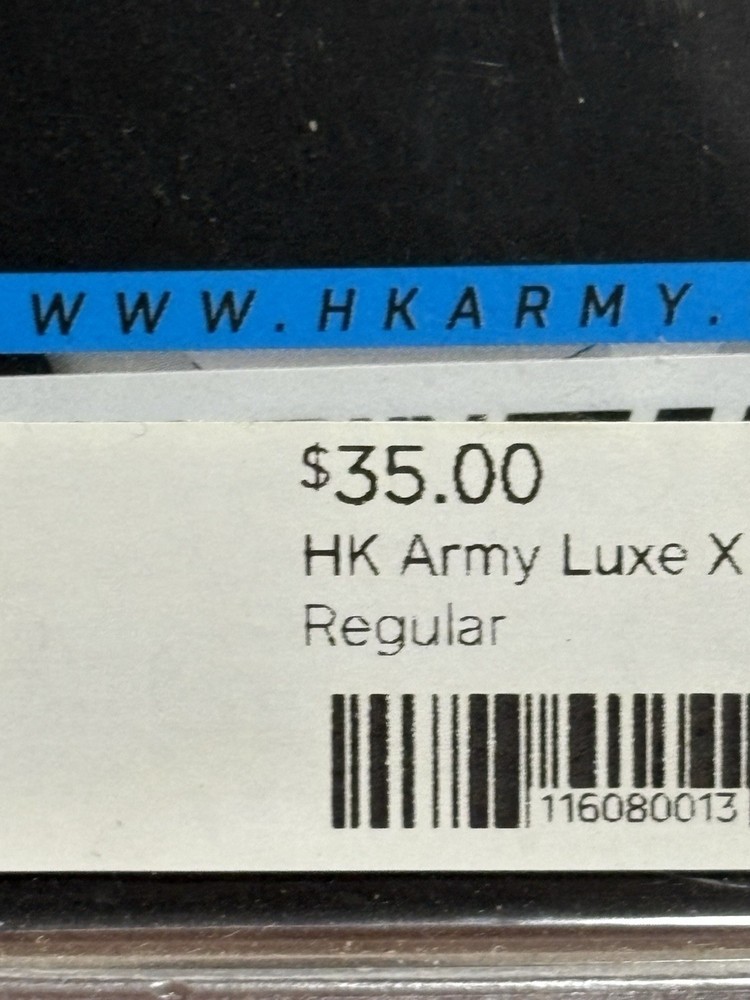 WWW.HKARMY.
$35.00
HK Army Luxe X
Regular
116080013